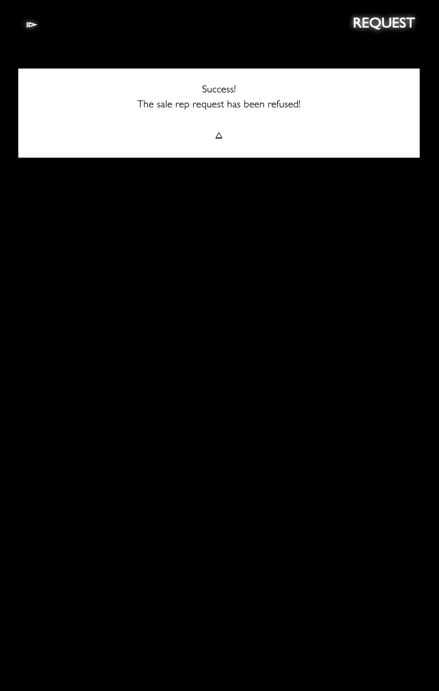 REQUEST
Success!
The sale rep request has been refused!